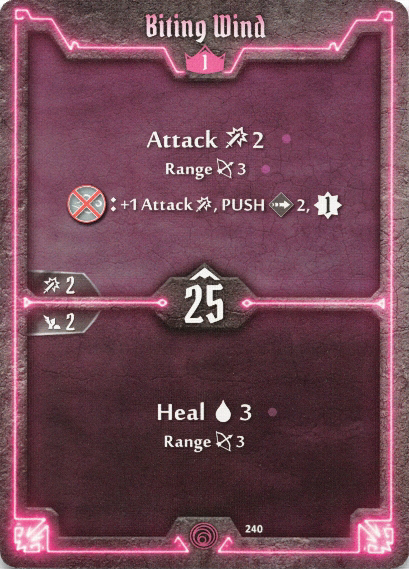 Biting Wind
1
Attack 2
Range 3
: +1 Attack, PUSH 2, 1
2
25
2
Heal 3
Range 3
240